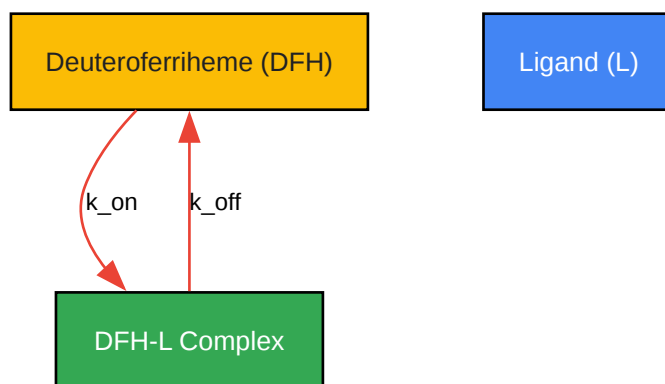 Deuteroferriheme (DFH)
Ligand (L)
k_on
k_off
DFH-L Complex